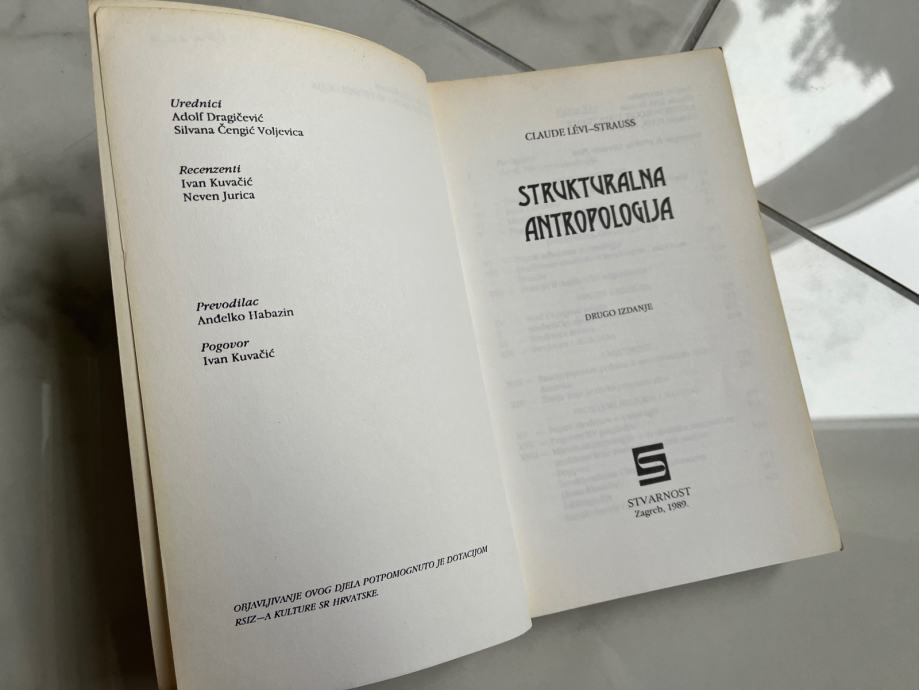 Urednici
Adolf Dragičević
Silvana Čengić Voljevica
Recenzenti
Ivan Kuvačić
Neven Jurica
Prevodilac
Anđelko Habazin
Pogovor
Ivan Kuvačić
OBJAVLJIVANJE OVOG DJELA POTPOMOGNUTO JE DOTACIJOM
RSIZ—A KULTURE SR HRVATSKE.
CLAUDE LÉVI—STRAUSS
STRUKTURALNA
ANTROPOLOGIJA
DRUGO IZDANJE
STVARNOST
Zagreb, 1989.